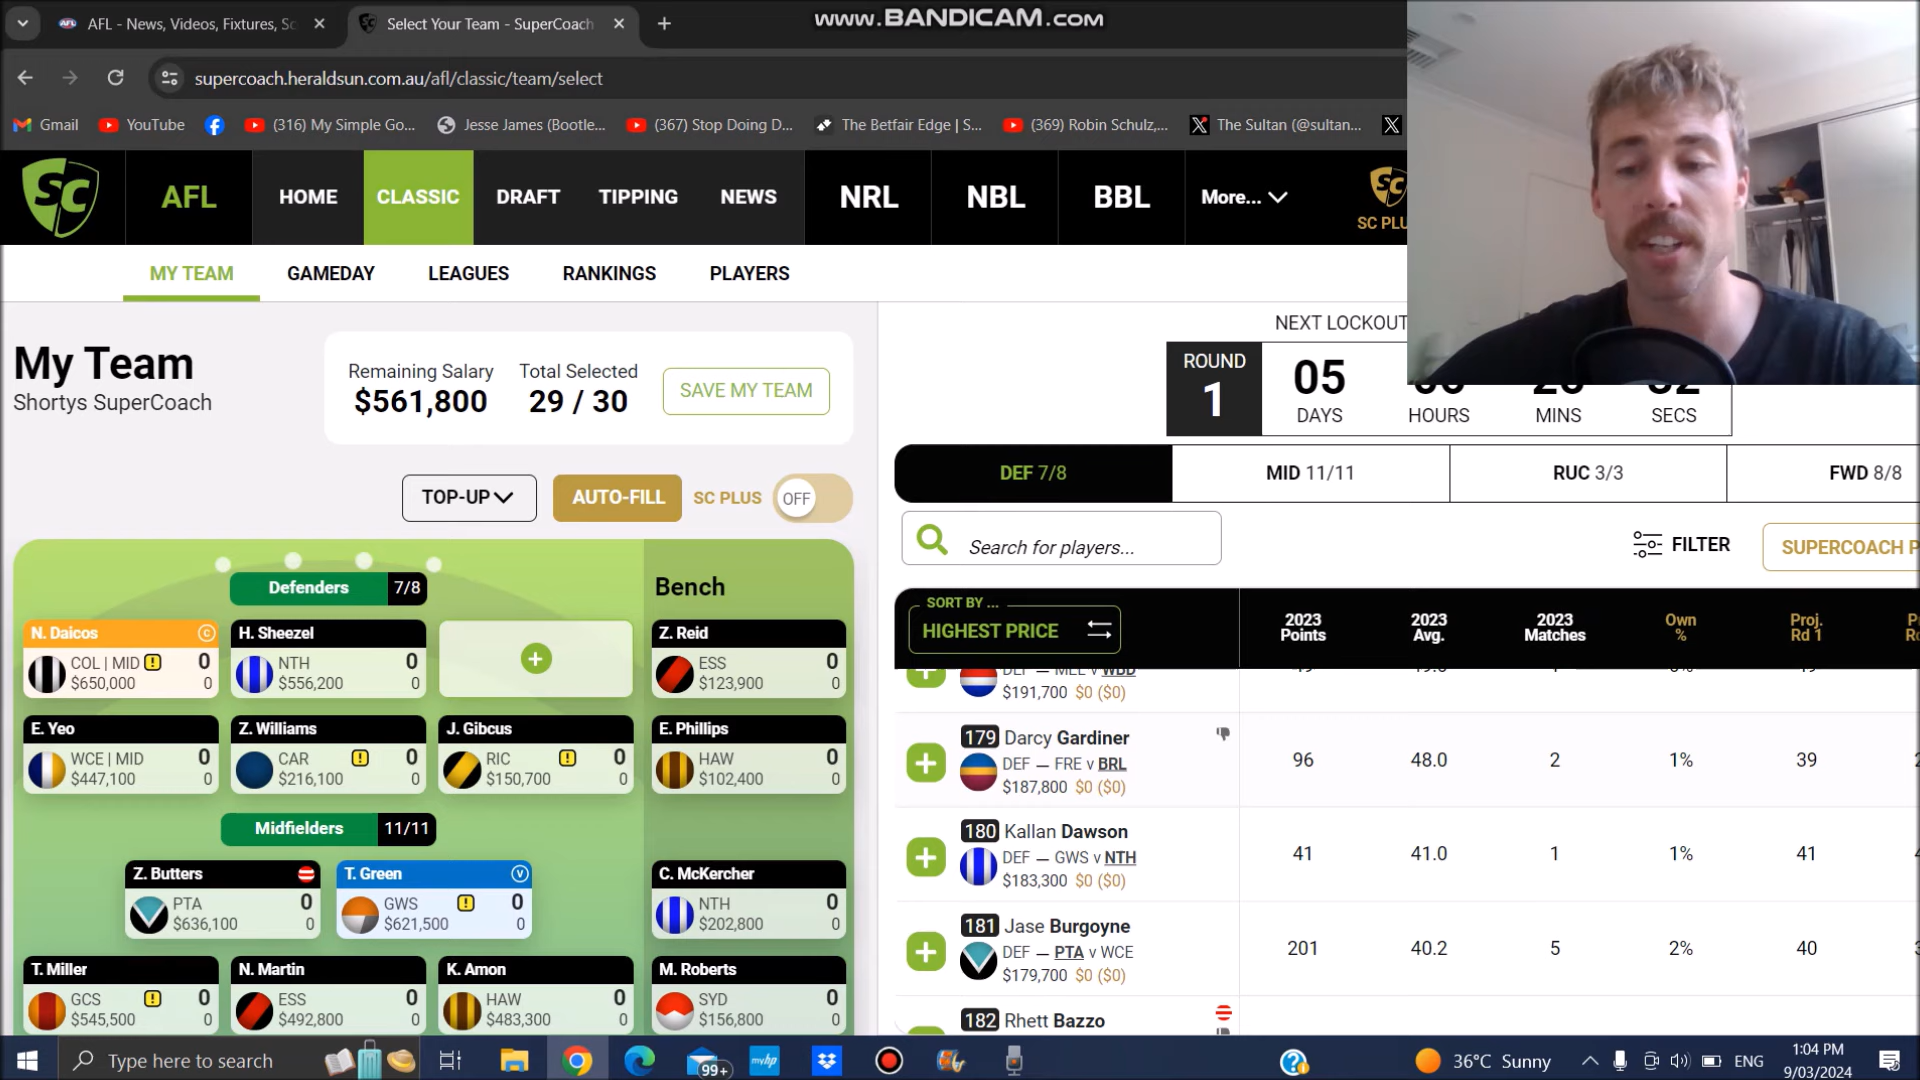 AFL - News, Videos, Fixtures, Sc
Select Your Team - SuperCoach
www.BANDICAM.com
supercoach.heraldsun.com.au/afl/classic/team/select
Gmail
YouTube
(316) My Simple Go...
Jesse James (Bootle...
(367) Stop Doing D...
The Betfair Edge | S...
(369) Robin Schulz,...
The Sultan (@sultan...
SC
AFL
HOME
CLASSIC
DRAFT
TIPPING
NEWS
NRL
NBL
BBL
More...
SC
SC PLU
MY TEAM
GAMEDAY
LEAGUES
RANKINGS
PLAYERS
My Team
Shortys SuperCoach
Remaining Salary
$561,800
Total Selected
29 / 30
SAVE MY TEAM
TOP-UP
AUTO-FILL
SC PLUS
OFF
Defenders 7/8
Bench
N. Daicos C
COL | MID ! 0
$650,000 0
H. Sheezel
NTH 0
$556,200 0
Z. Reid
ESS 0
$123,900 0
E. Yeo
WCE | MID 0
$447,100 0
Z. Williams
CAR ! 0
$216,100 0
J. Gibcus
RIC ! 0
$150,700 0
E. Phillips
HAW 0
$102,400 0
Midfielders 11/11
Z. Butters
PTA 0
$636,100 0
T. Green V
GWS ! 0
$621,500 0
C. McKercher
NTH 0
$202,800 0
T. Miller
GCS ! 0
$545,500 0
N. Martin
ESS 0
$492,800 0
K. Amon
HAW 0
$483,300 0
M. Roberts
SYD 0
$156,800 0
NEXT LOCKOUT
ROUND
1
05
DAYS
HOURS
MINS
SECS
DEF 7/8
MID 11/11
RUC 3/3
FWD 8/8
Search for players...
FILTER
SUPERCOACH P
SORT BY ...
HIGHEST PRICE
2023
Points
2023
Avg.
2023
Matches
Own
%
Proj.
Rd 1
DEF — MEL v WBD
$191,700 $0 ($0)
179 Darcy Gardiner
DEF — FRE v BRL
$187,800 $0 ($0)
96 48.0 2 1% 39
180 Kallan Dawson
DEF — GWS v NTH
$183,300 $0 ($0)
41 41.0 1 1% 41
181 Jase Burgoyne
DEF — PTA v WCE
$179,700 $0 ($0)
201 40.2 5 2% 40
182 Rhett Bazzo
Type here to search
99+
myhp
36°C Sunny
ENG
1:04 PM
9/03/2024